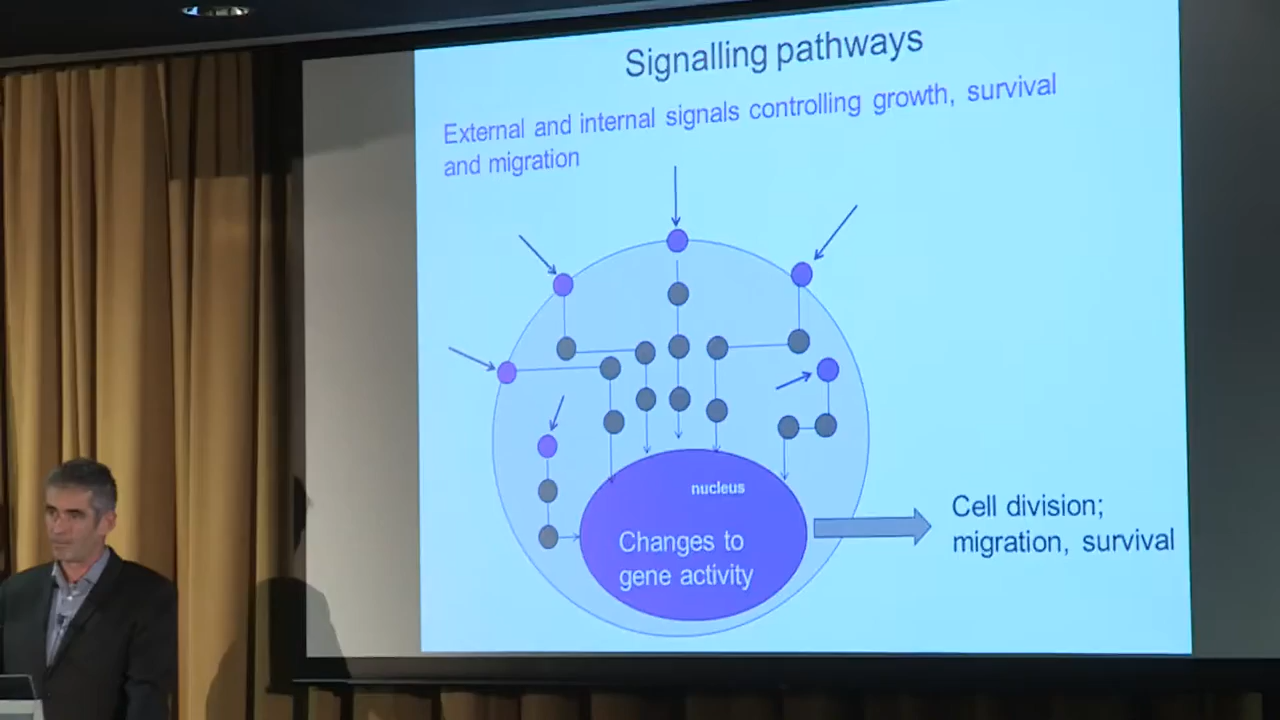 Signalling pathways
External and internal signals controlling growth, survival
and migration
nucleus
Changes to
gene activity
Cell division;
migration, survival